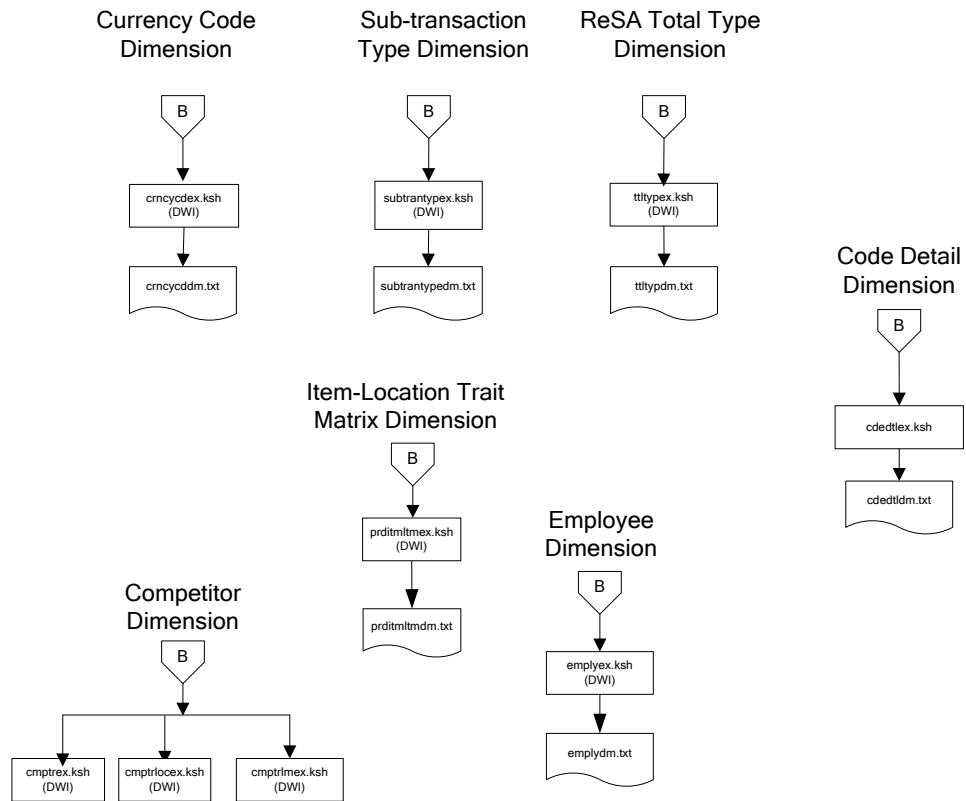 Currency Code
Dimension
B
crncycdex.ksh
(DWI)
crncycddm.txt
Sub-transaction
Type Dimension
B
subtrantypex.ksh
(DWI)
subtrantypedm.txt
ReSA Total Type
Dimension
B
ttltypex.ksh
(DWI)
ttltypdm.txt
Code Detail
Dimension
B
cdedtlex.ksh
cdedtldm.txt
Item-Location Trait
Matrix Dimension
B
prditmltmex.ksh
(DWI)
prditmltmdm.txt
Employee
Dimension
B
emplyex.ksh
(DWI)
emplydm.txt
Competitor
Dimension
B
cmptrex.ksh
(DWI)
cmptrlocex.ksh
(DWI)
cmptrlmex.ksh
(DWI)